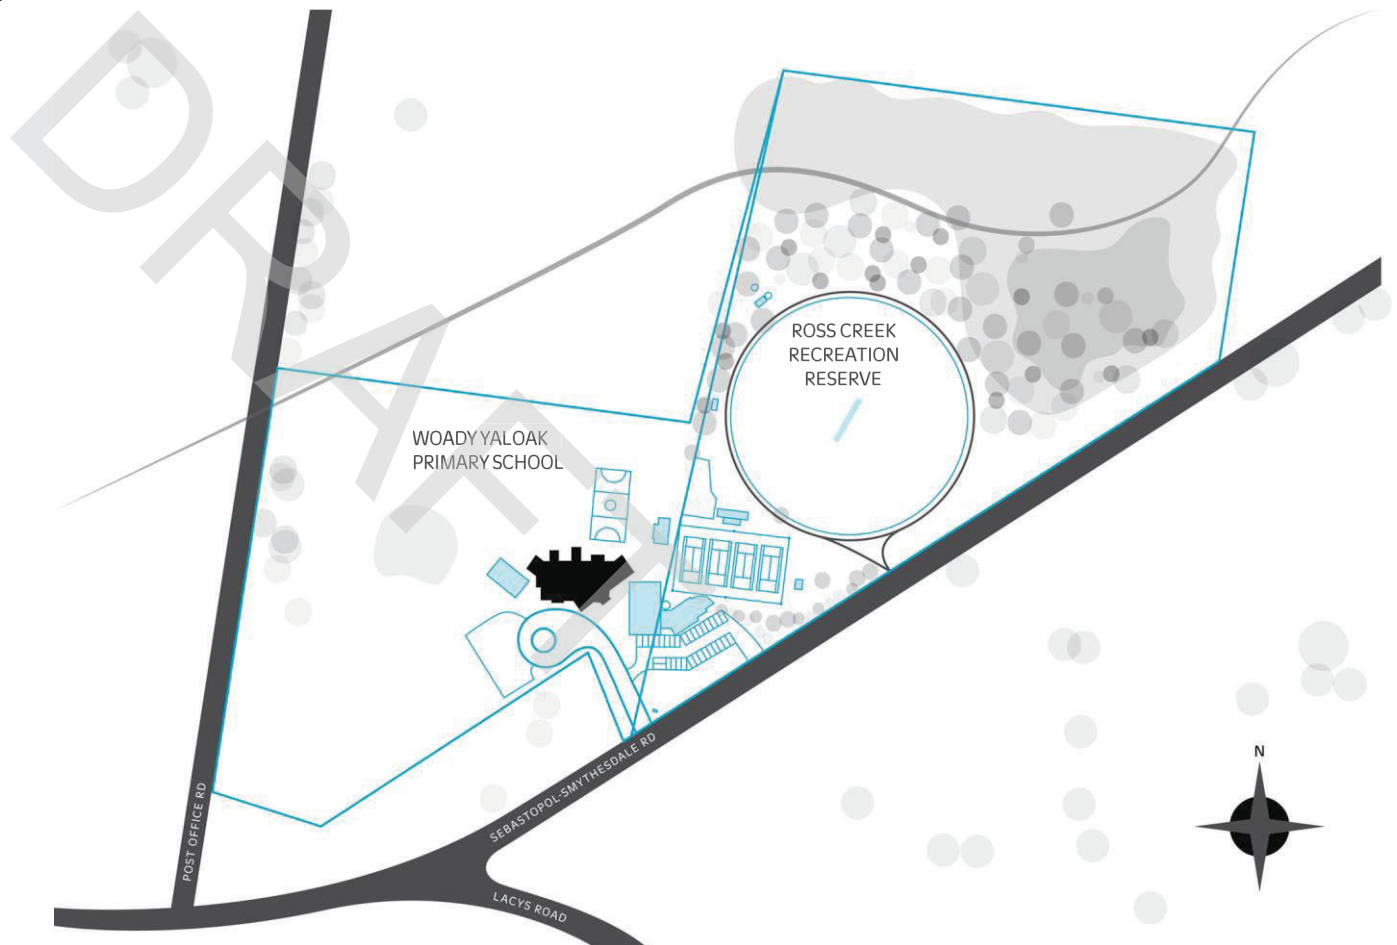 DRAFT
ROSS CREEK
RECREATION
RESERVE
WOADY YALOAK
PRIMARY SCHOOL
POST OFFICE RD
SEBASTOPOL-SMYTHESDALE RD
LACYS ROAD
N